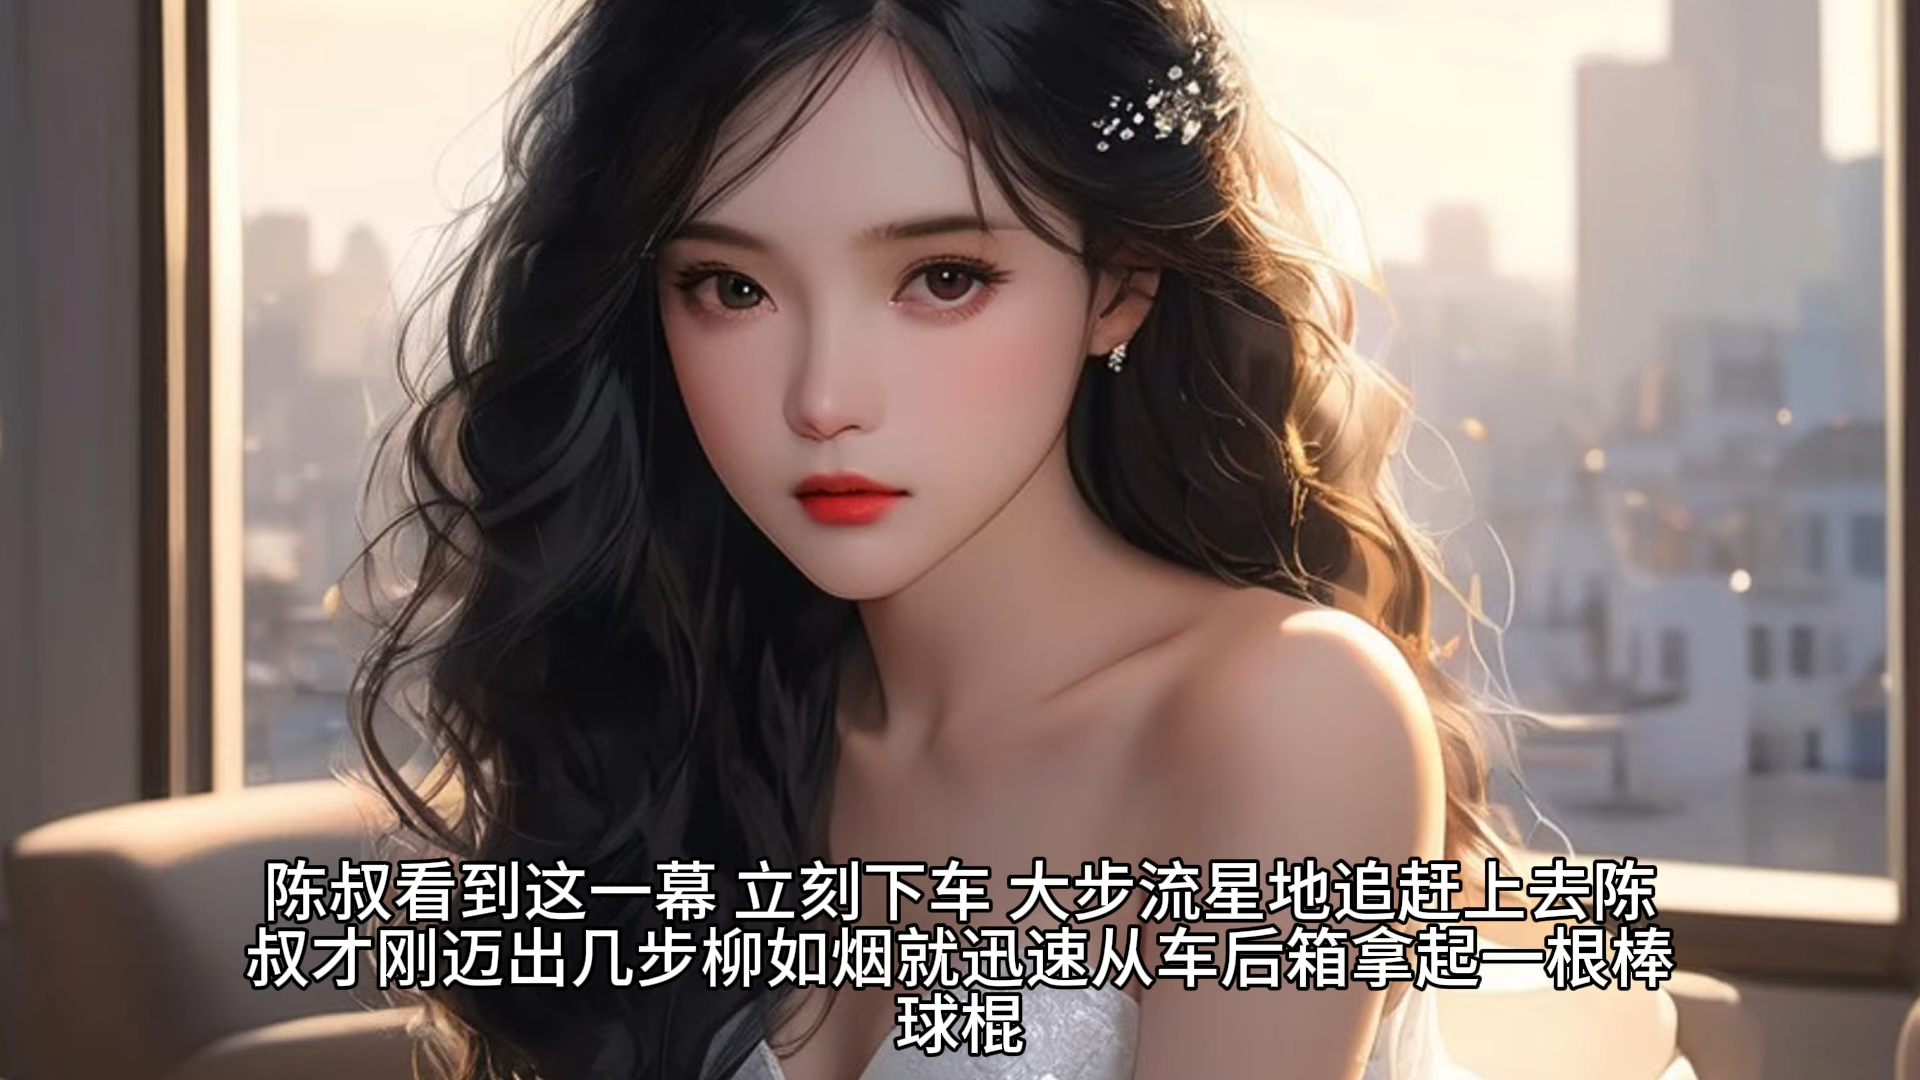 陈叔看到这一幕 立刻下车 大步流星地追赶上去陈
叔才刚迈出几步柳如烟就迅速从车后箱拿起一根棒
球棍